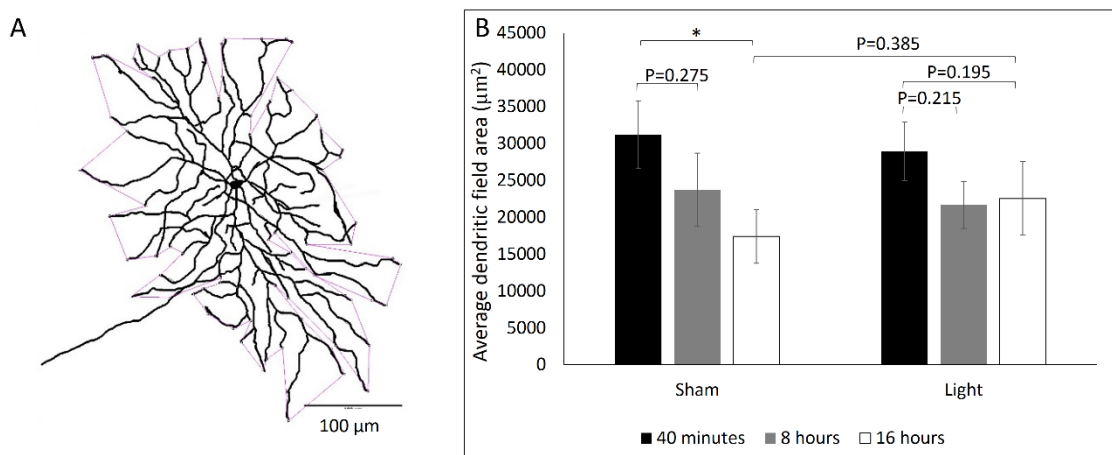 A
100 µm
B
Average dendritic field area (µm²)
45000
40000
35000
30000
25000
20000
15000
10000
5000
0
*
P=0.275
P=0.385
P=0.195
P=0.215
Sham
Light
40 minutes
8 hours
16 hours